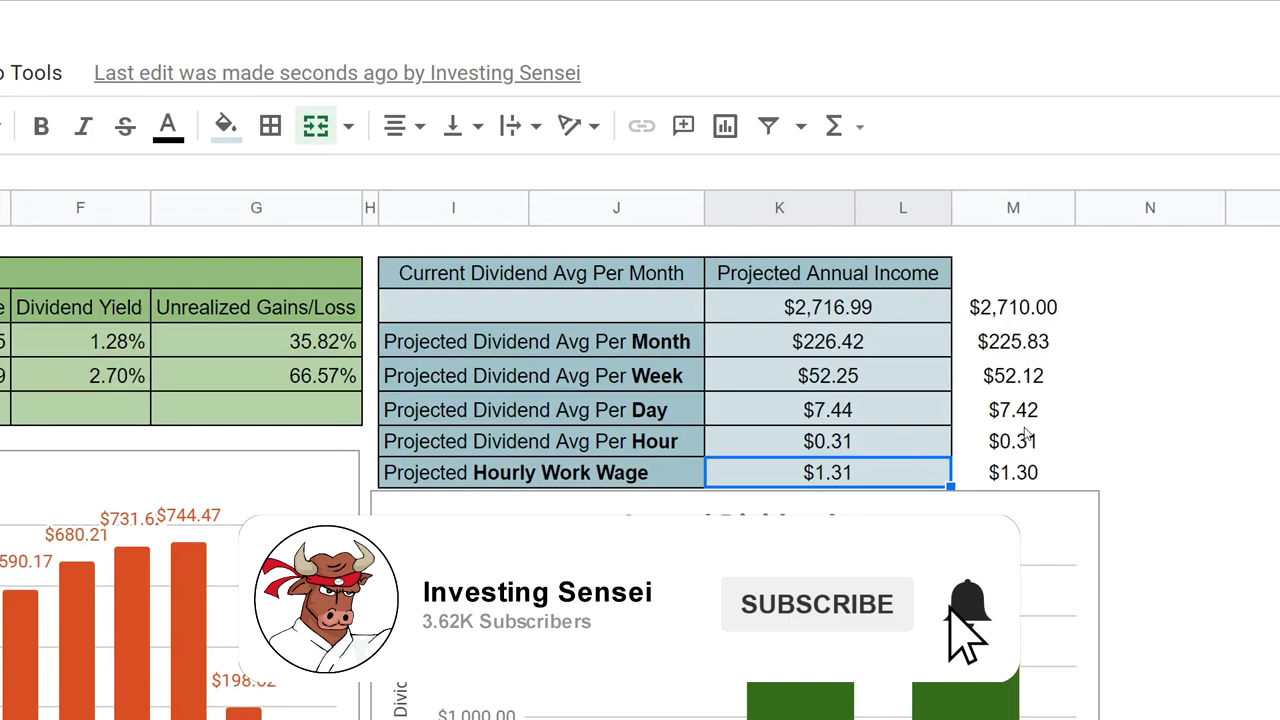 Tools
Last edit was made seconds ago by Investing Sensei
B I S A Σ
F G H I J K L M N
Current Dividend Avg Per Month Projected Annual Income
Dividend Yield Unrealized Gains/Loss $2,716.99 $2,710.00
1.28% 35.82% Projected Dividend Avg Per Month $226.42 $225.83
2.70% 66.57% Projected Dividend Avg Per Week $52.25 $52.12
Projected Dividend Avg Per Day $7.44 $7.42
Projected Dividend Avg Per Hour $0.31 $0.31
Projected Hourly Work Wage $1.31 $1.30
$744.47
$680.21
590.17
Investing Sensei
SUBSCRIBE
3.62K Subscribers
$1,000.00